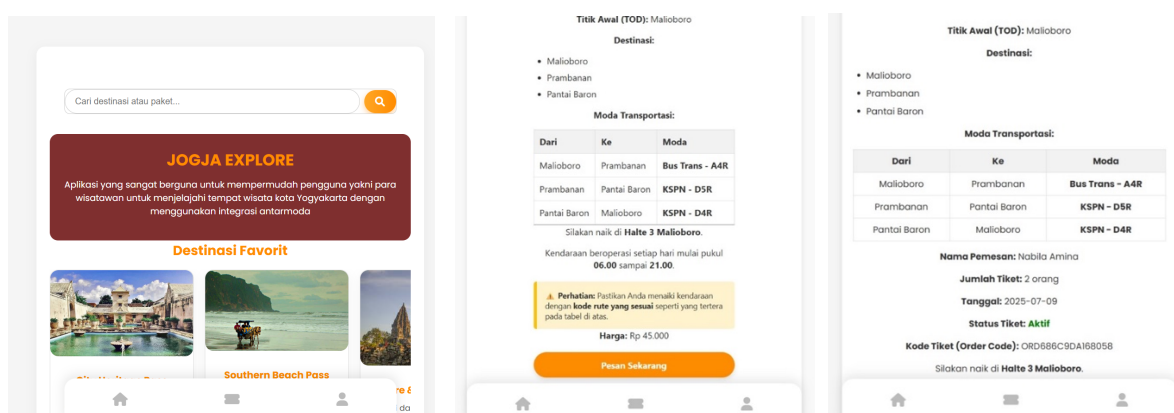 Cari destinasi atau paket...
JOGJA EXPLORE
Aplikasi yang sangat berguna untuk mempermudah pengguna yakni para
wisatawan untuk menjelajahi tempat wisata kota Yogyakarta dengan
menggunakan integrasi antarmoda
Destinasi Favorit
Southern Beach Pass
Titik Awal (TOD): Malioboro
Destinasi:
• Malioboro
• Prambanan
• Pantai Baron
Moda Transportasi:
Dari Ke Moda
Malioboro Prambanan Bus Trans - A4R
Prambanan Pantai Baron KSPN - D5R
Pantai Baron Malioboro KSPN - D4R
Silakan naik di Halte 3 Malioboro.
Kendaraan beroperasi setiap hari mulai pukul
06.00 sampai 21.00.
⚠ Perhatian: Pastikan Anda menaiki kendaraan
dengan kode rute yang sesuai seperti yang tertera
pada tabel di atas.
Harga: Rp 45.000
Pesan Sekarang
Titik Awal (TOD): Malioboro
Destinasi:
• Malioboro
• Prambanan
• Pantai Baron
Moda Transportasi:
Dari Ke Moda
Malioboro Prambanan Bus Trans - A4R
Prambanan Pantai Baron KSPN - D5R
Pantai Baron Malioboro KSPN - D4R
Nama Pemesan: Nabila Amina
Jumlah Tiket: 2 orang
Tanggal: 2025-07-09
Status Tiket: Aktif
Kode Tiket (Order Code): ORD686C9DA168058
Silakan naik di Halte 3 Malioboro.